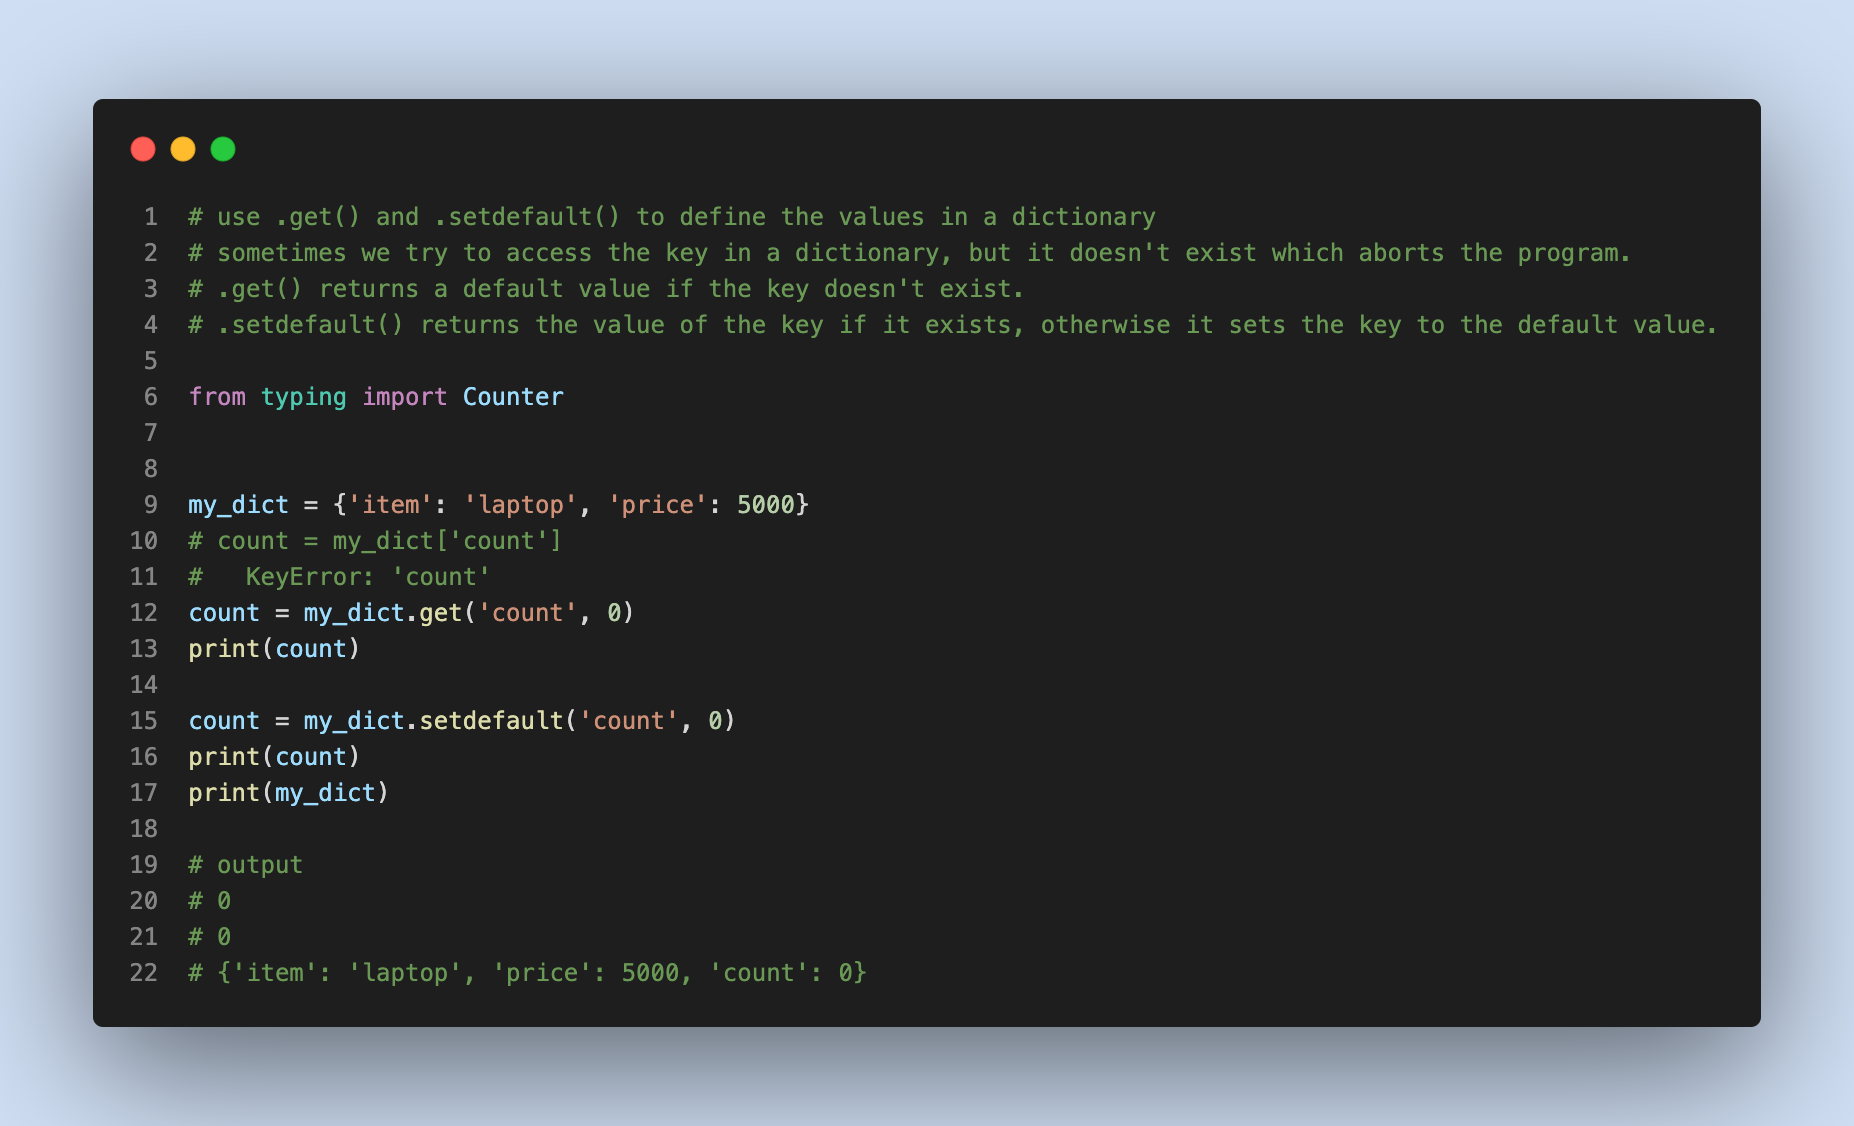 1 # use .get() and .setdefault() to define the values in a dictionary
2 # sometimes we try to access the key in a dictionary, but it doesn't exist which aborts the program.
3 # .get() returns a default value if the key doesn't exist.
4 # .setdefault() returns the value of the key if it exists, otherwise it sets the key to the default value.
5
6 from typing import Counter
7
8
9 my_dict = {'item': 'laptop', 'price': 5000}
10 # count = my_dict['count']
11 #   KeyError: 'count'
12 count = my_dict.get('count', 0)
13 print(count)
14
15 count = my_dict.setdefault('count', 0)
16 print(count)
17 print(my_dict)
18
19 # output
20 # 0
21 # 0
22 # {'item': 'laptop', 'price': 5000, 'count': 0}